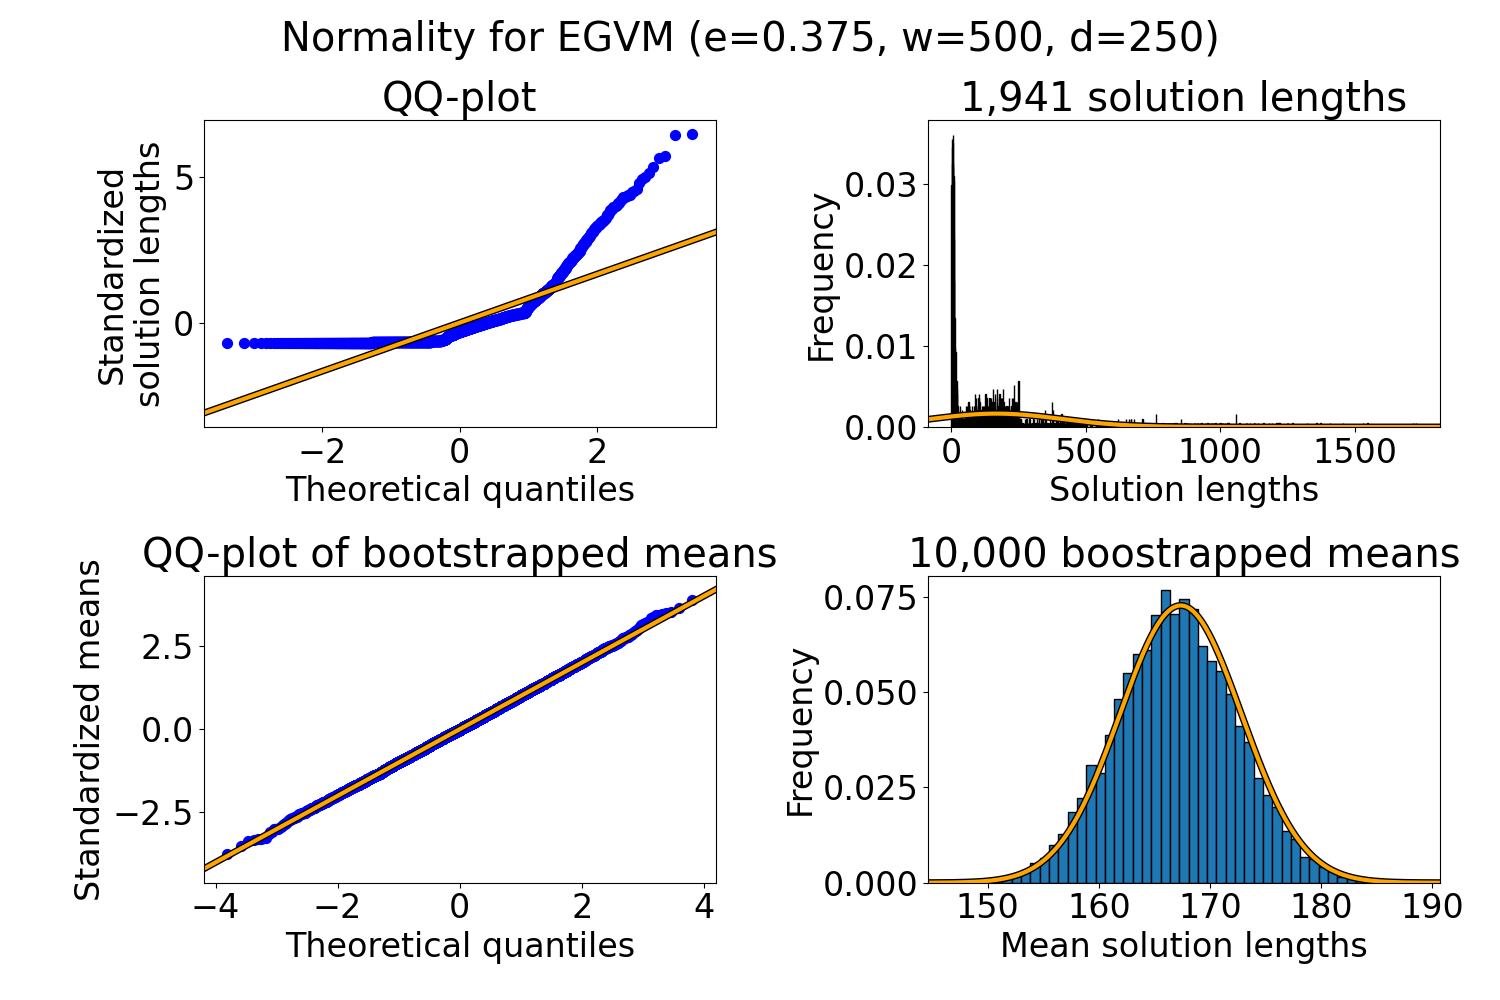 Normality for EGVM (e=0.375, w=500, d=250)
QQ-plot
Standardized
solution lengths
5
0
−2
0
2
Theoretical quantiles
1,941 solution lengths
Frequency
0.03
0.02
0.01
0.00
0
500
1000
1500
Solution lengths
QQ-plot of bootstrapped means
Standardized means
2.5
0.0
−2.5
−4
−2
0
2
4
Theoretical quantiles
10,000 boostrapped means
Frequency
0.075
0.050
0.025
0.000
150
160
170
180
190
Mean solution lengths